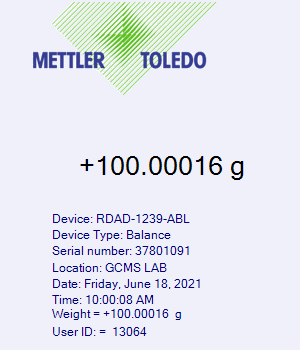 METTLER TOLEDO
+100.00016 g
Device: RDAD-1239-ABL
Device Type: Balance
Serial number: 37801091
Location: GCMS LAB
Date: Friday, June 18, 2021
Time: 10:00:08 AM
Weight = +100.00016 g
User ID: = 13064